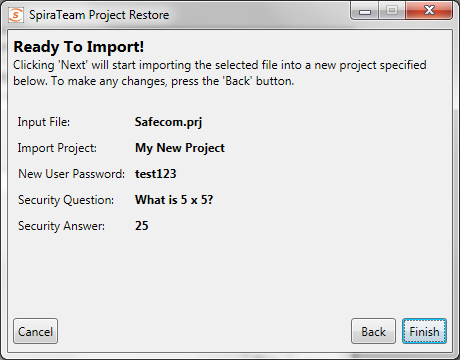 SpiraTeam Project Restore
Ready To Import!
Clicking 'Next' will start importing the selected file into a new project specified
below. To make any changes, press the 'Back' button.
Input File: Safecom.prj
Import Project: My New Project
New User Password: test123
Security Question: What is 5 x 5?
Security Answer: 25
Cancel Back Finish